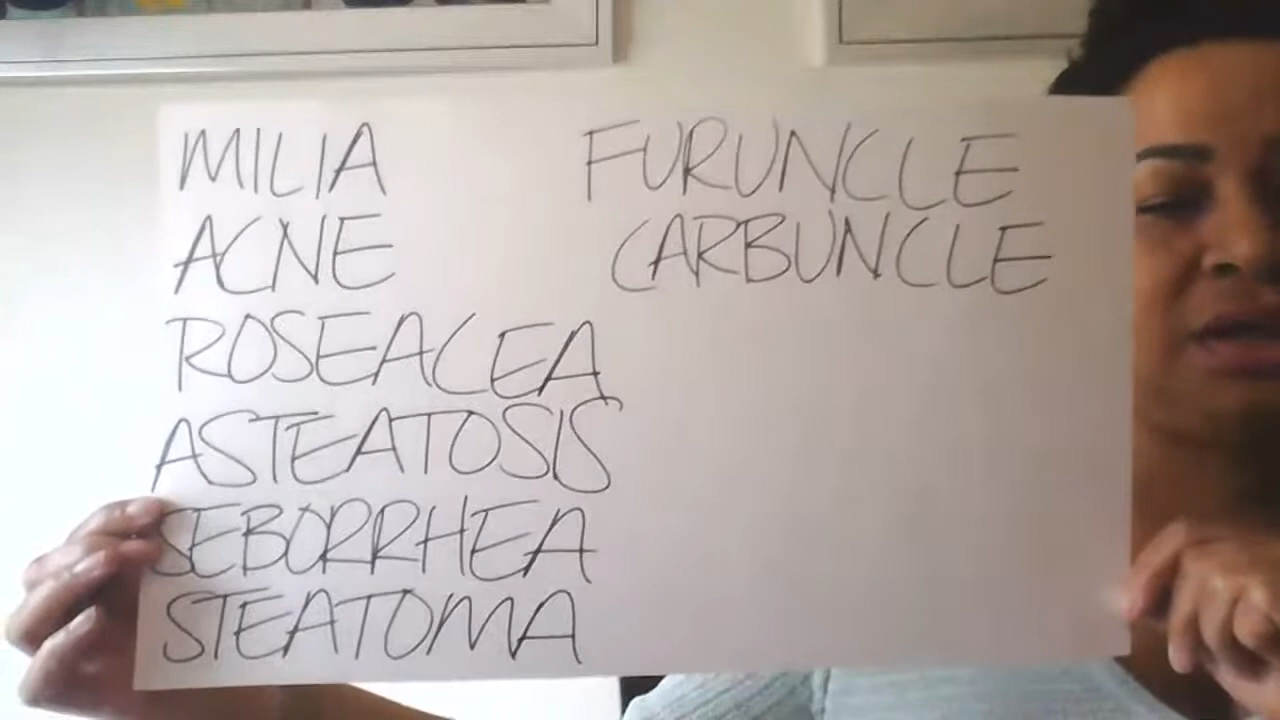 MILIA
ACNE
ROSEACEA
ASTEATOSIS
SEBORRHEA
STEATOMA
FURUNCLE
CARBUNCLE